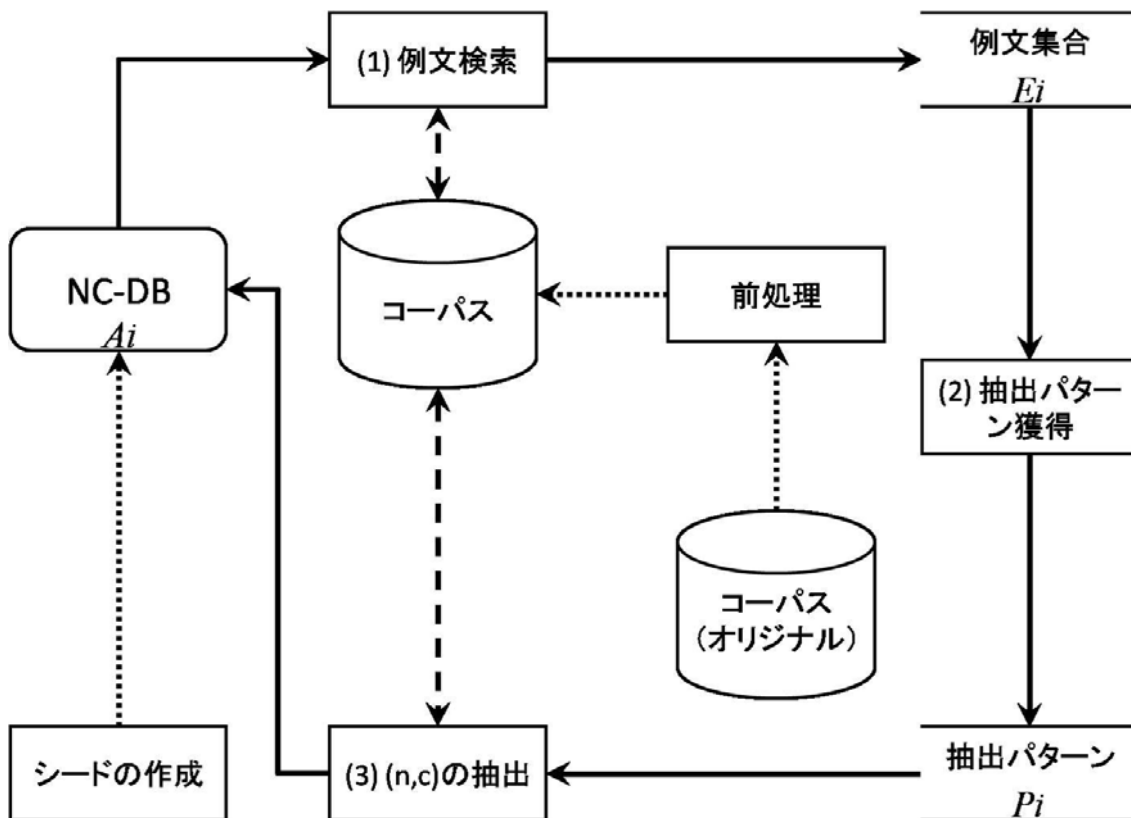 (1) 例文検索
例文集合
Ei
NC-DB
Ai
コーパス
前処理
(2) 抽出パター
ン獲得
コーパス
（オリジナル）
シードの作成
(3) (n,c)の抽出
抽出パターン
Pi